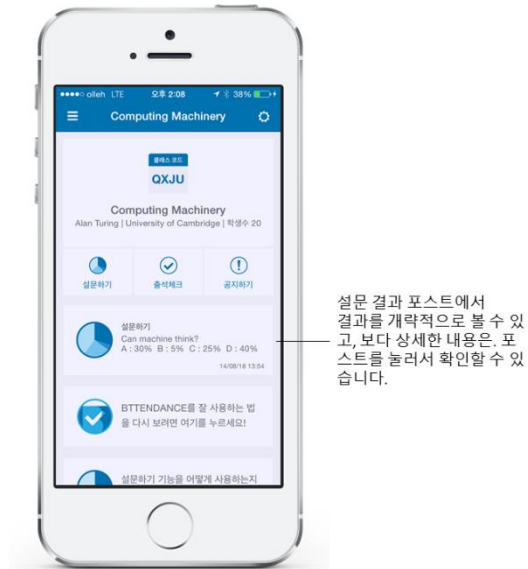 olleh LTE 오후 2:08 38%
Computing Machinery
클래스 코드
QXJU
Computing Machinery
Alan Turing | University of Cambridge | 학생수 20
설문하기 출석체크 공지하기
설문하기
Can machine think?
A : 30% B : 5% C : 25% D : 40%
14/08/18 13:54
BTTENDANCE를 잘 사용하는 법
을 다시 보려면 여기를 누르세요!
설문하기 기능을 어떻게 사용하는지
설문 결과 포스트에서
결과를 개략적으로 볼 수 있
고, 보다 상세한 내용은. 포
스트를 눌러서 확인할 수 있
습니다.